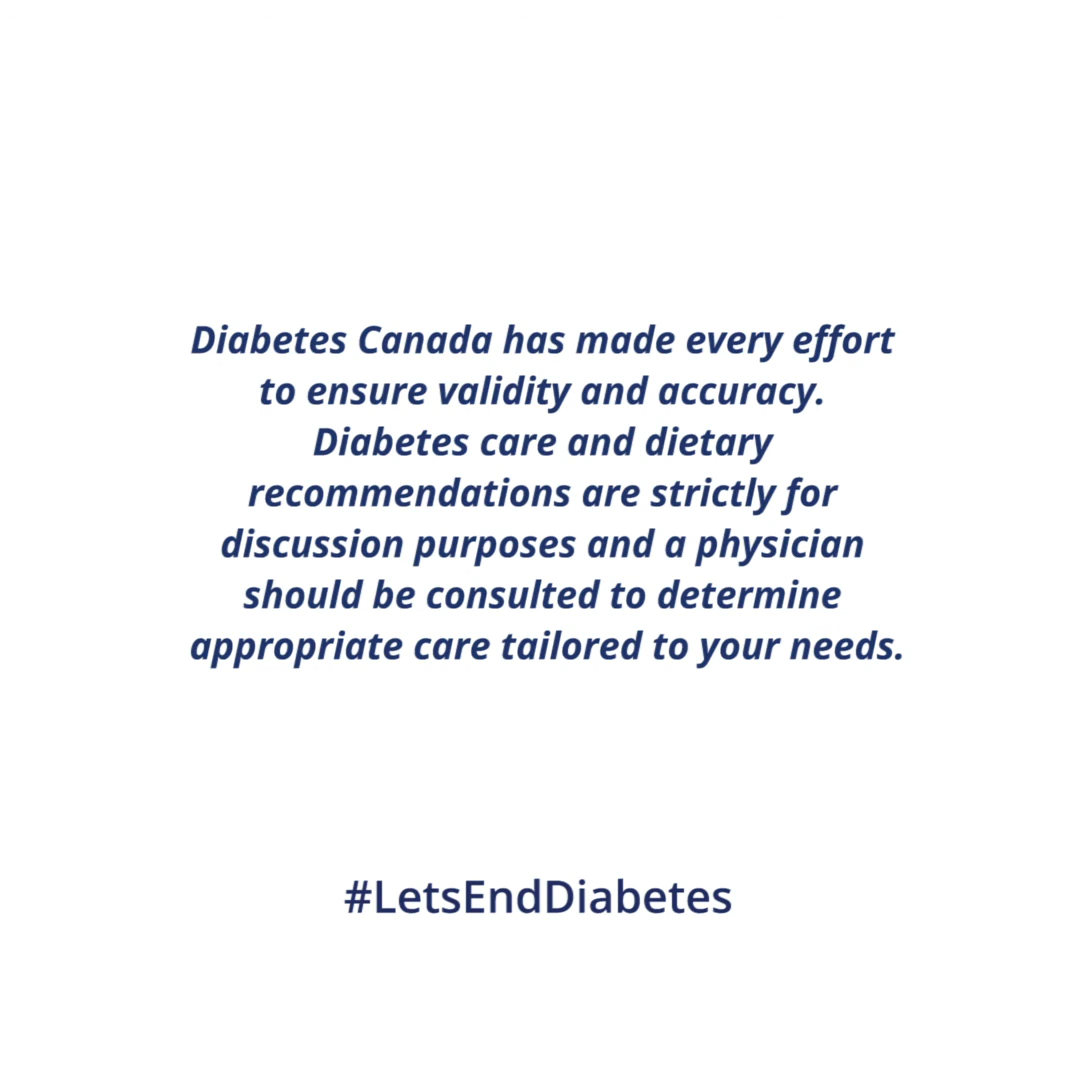 Diabetes Canada has made every effort
to ensure validity and accuracy.
Diabetes care and dietary
recommendations are strictly for
discussion purposes and a physician
should be consulted to determine
appropriate care tailored to your needs.
#LetsEndDiabetes